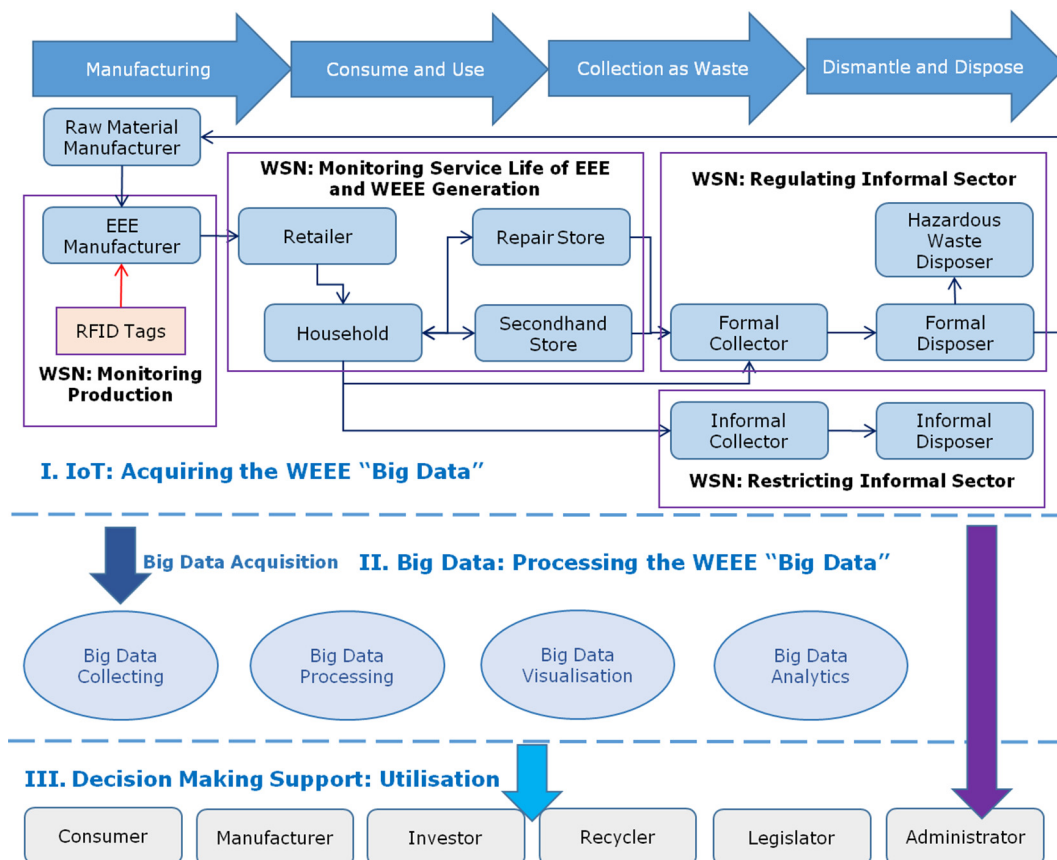 Manufacturing
Consume and Use
Collection as Waste
Dismantle and Dispose
Raw Material
Manufacturer
WSN: Monitoring Service Life of EEE
and WEEE Generation
WSN: Regulating Informal Sector
EEE
Manufacturer
Retailer
Repair Store
Hazardous
Waste
Disposer
RFID Tags
Household
Secondhand
Store
Formal
Collector
Formal
Disposer
WSN: Monitoring
Production
Informal
Collector
Informal
Disposer
WSN: Restricting Informal Sector
I. IoT: Acquiring the WEEE “Big Data”
Big Data Acquisition
II. Big Data: Processing the WEEE “Big Data”
Big Data
Collecting
Big Data
Processing
Big Data
Visualisation
Big Data
Analytics
III. Decision Making Support: Utilisation
Consumer
Manufacturer
Investor
Recycler
Legislator
Administrator